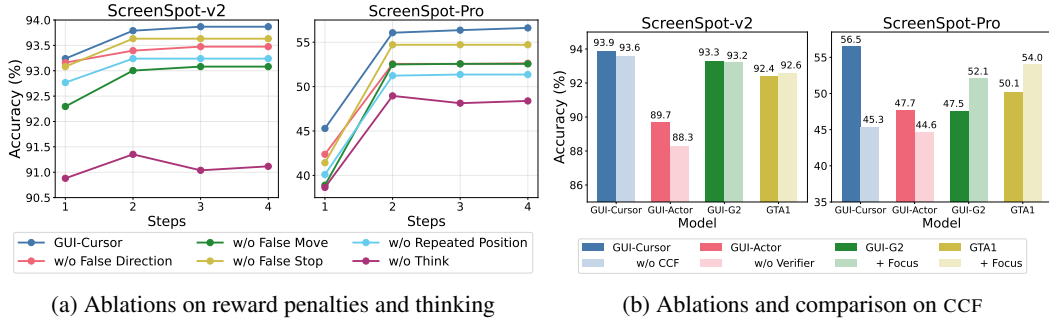 ScreenSpot-v2
Accuracy (%)
94.0
93.5
93.0
92.5
92.0
91.5
91.0
90.5
1 2 3 4
Steps
ScreenSpot-Pro
55
50
45
40
1 2 3 4
Steps
GUI-Cursor w/o False Move w/o Repeated Position
w/o False Direction w/o False Stop w/o Think
(a) Ablations on reward penalties and thinking
ScreenSpot-v2
Accuracy (%)
94
92
90
88
86
93.9 93.6 89.7 88.3 93.3 93.2 92.4 92.6
GUI-Cursor GUI-Actor GUI-G2 GTA1
Model
ScreenSpot-Pro
55
50
45
40
35
56.5 45.3 47.7 44.6 47.5 52.1 50.1 54.0
GUI-Cursor GUI-Actor GUI-G2 GTA1
Model
GUI-Cursor GUI-Actor GUI-G2 GTA1
w/o CCF w/o Verifier + Focus + Focus
(b) Ablations and comparison on CCF